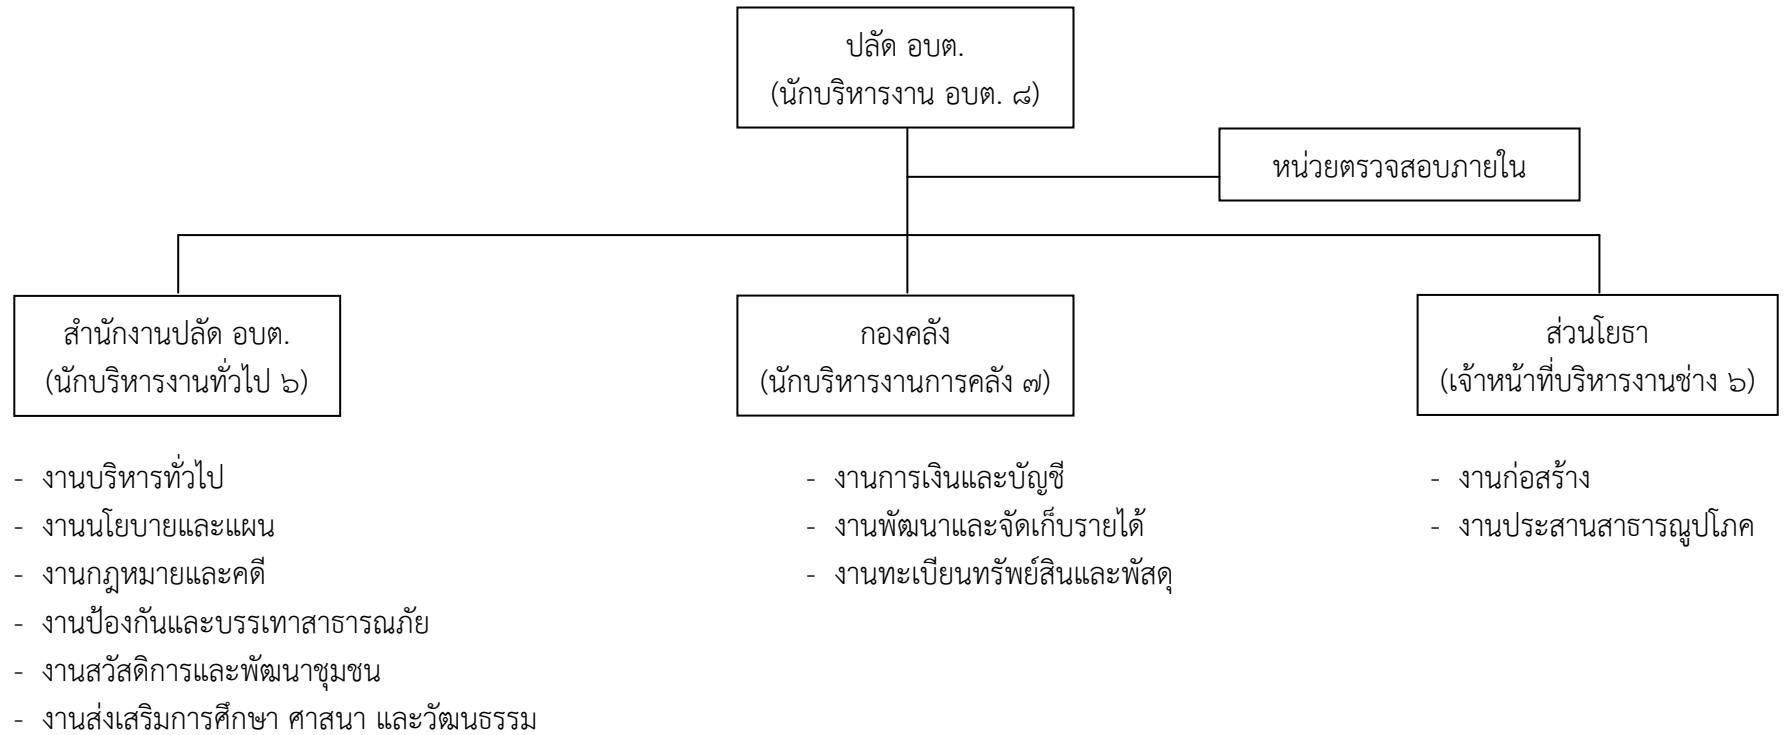 ปลัด อบต.
(นักบริหารงาน อบต. ๘)
หน่วยตรวจสอบภายใน
สำนักงานปลัด อบต.
(นักบริหารงานทั่วไป ๖)
กองคลัง
(นักบริหารงานการคลัง ๗)
ส่วนโยธา
(เจ้าหน้าที่บริหารงานช่าง ๖)
- งานบริหารทั่วไป
- งานนโยบายและแผน
- งานกฎหมายและคดี
- งานป้องกันและบรรเทาสาธารณภัย
- งานสวัสดิการและพัฒนาชุมชน
- งานส่งเสริมการศึกษา ศาสนา และวัฒนธรรม
- งานการเงินและบัญชี
- งานพัฒนาและจัดเก็บรายได้
- งานทะเบียนทรัพย์สินและพัสดุ
- งานก่อสร้าง
- งานประสานสาธารณูปโภค